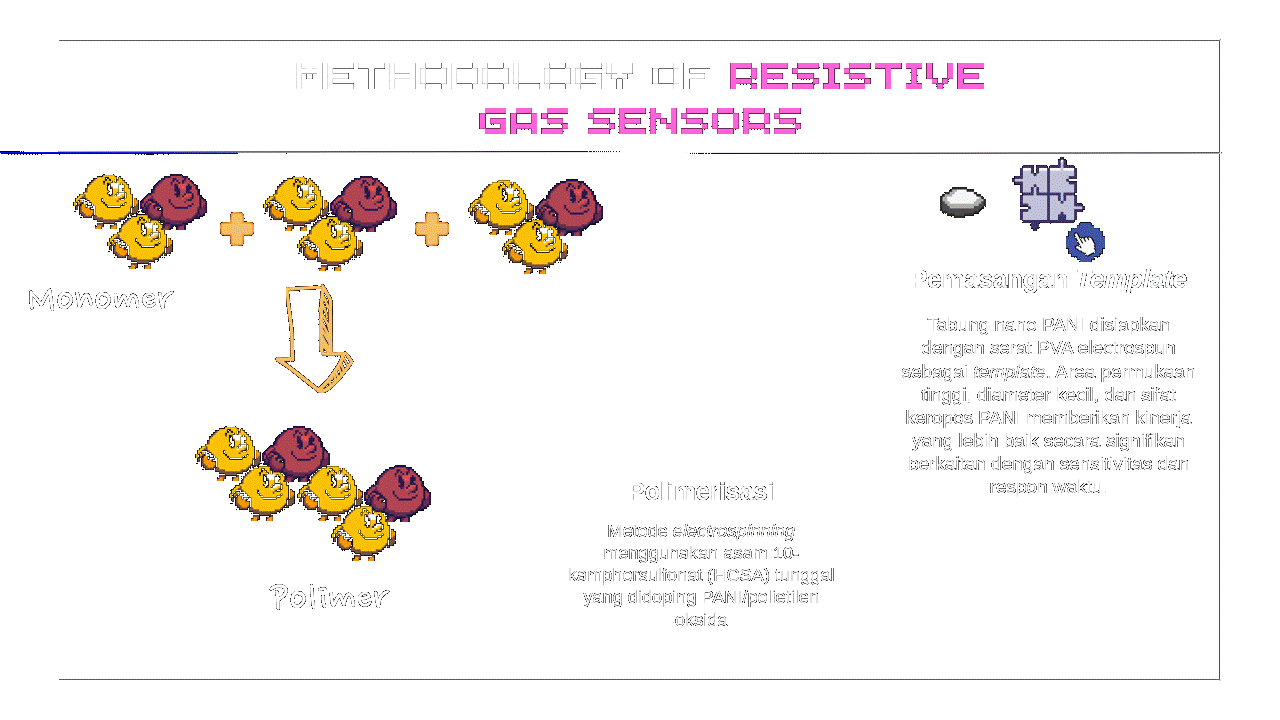 METHODOLOGY OF RESISTIVE
GAS SENSORS
Monomer
Polimer
Polimerisasi
Metode electrospinning
menggunakan asam 10-
kamphorsulfonat (HCSA) tunggal
yang didoping PANI/polietilen
oksida
Pemasangan Template
Tabung nano PANI disiapkan
dengan serat PVA electrospun
sebagai template. Area permukaan
tinggi, diameter kecil, dan sifat
keropos PANI memberikan kinerja
yang lebih baik secara signifikan
berkaitan dengan sensitivitas dan
respon waktu.